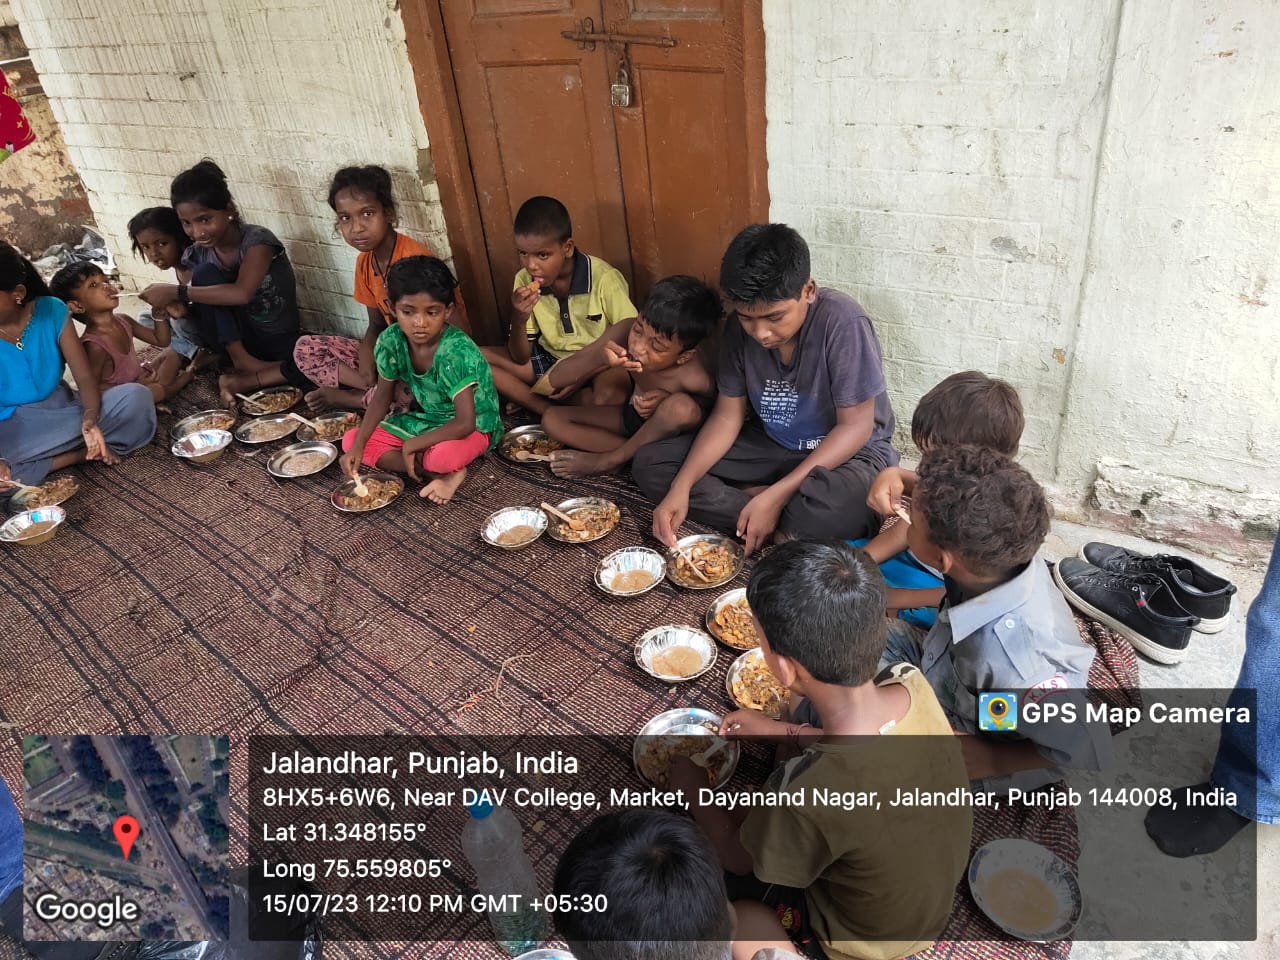 K.V.S.
GPS Map Camera
Jalandhar, Punjab, India
8HX5+6W6, Near DAV College, Market, Dayanand Nagar, Jalandhar, Punjab 144008, India
Lat 31.348155°
Long 75.559805°
15/07/23 12:10 PM GMT +05:30
Google